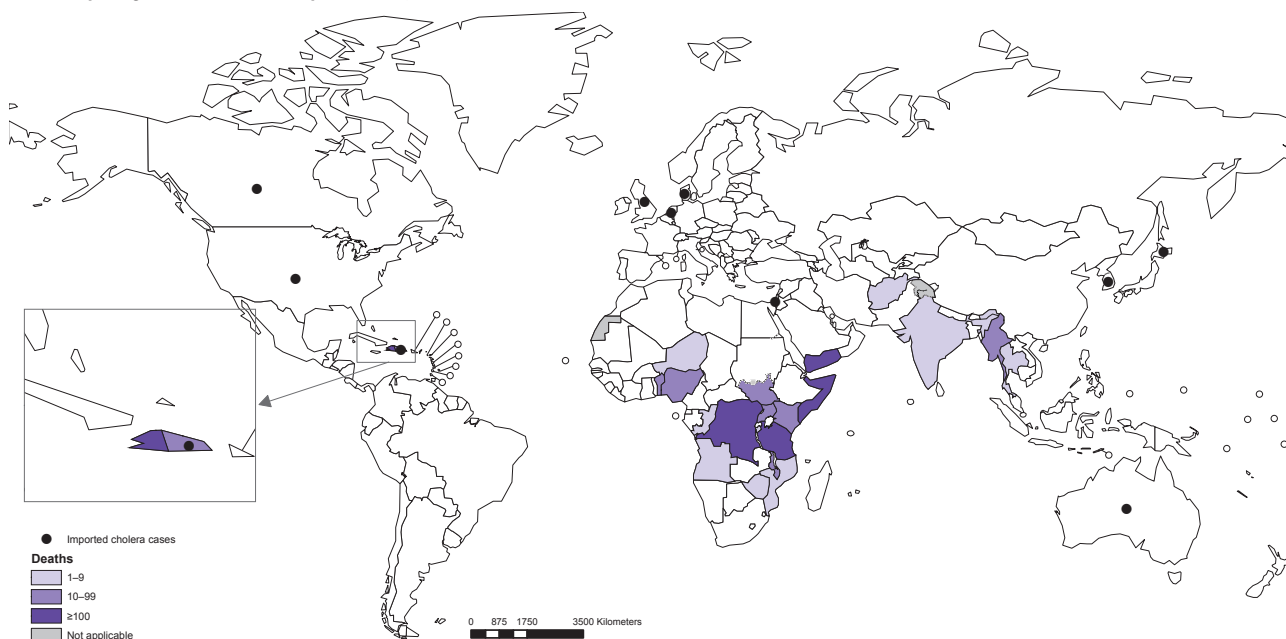 Imported cholera cases
Deaths
1–9
10–99
≥100
Not applicable
0 875 1750 3500 Kilometers